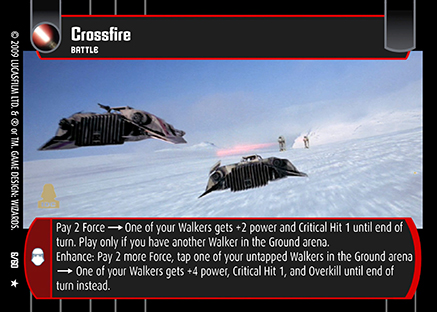 Crossfire
BATTLE
© 2009 LUCASFILM LTD. & ® or TM. GAME DESIGN: WIZARDS.
6/60
Pay 2 Force → One of your Walkers gets +2 power and Critical Hit 1 until end of
turn. Play only if you have another Walker in the Ground arena.
Enhance: Pay 2 more Force, tap one of your untapped Walkers in the Ground arena
→ One of your Walkers gets +4 power, Critical Hit 1, and Overkill until end of
turn instead.